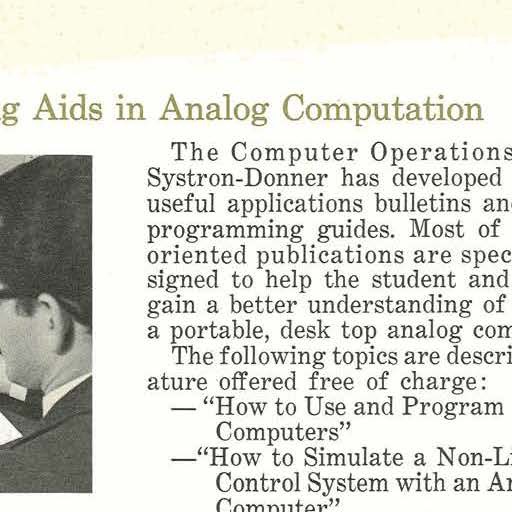 g Aids in Analog Computation
The Computer Operations
Systron-Donner has developed
useful applications bulletins an
programming guides. Most of
oriented publications are spec
signed to help the student and
gain a better understanding of
a portable, desk top analog com
The following topics are descri
ature offered free of charge:
— “How to Use and Program
Computers”
—“How to Simulate a Non-Li
Control System with an An
Computer”